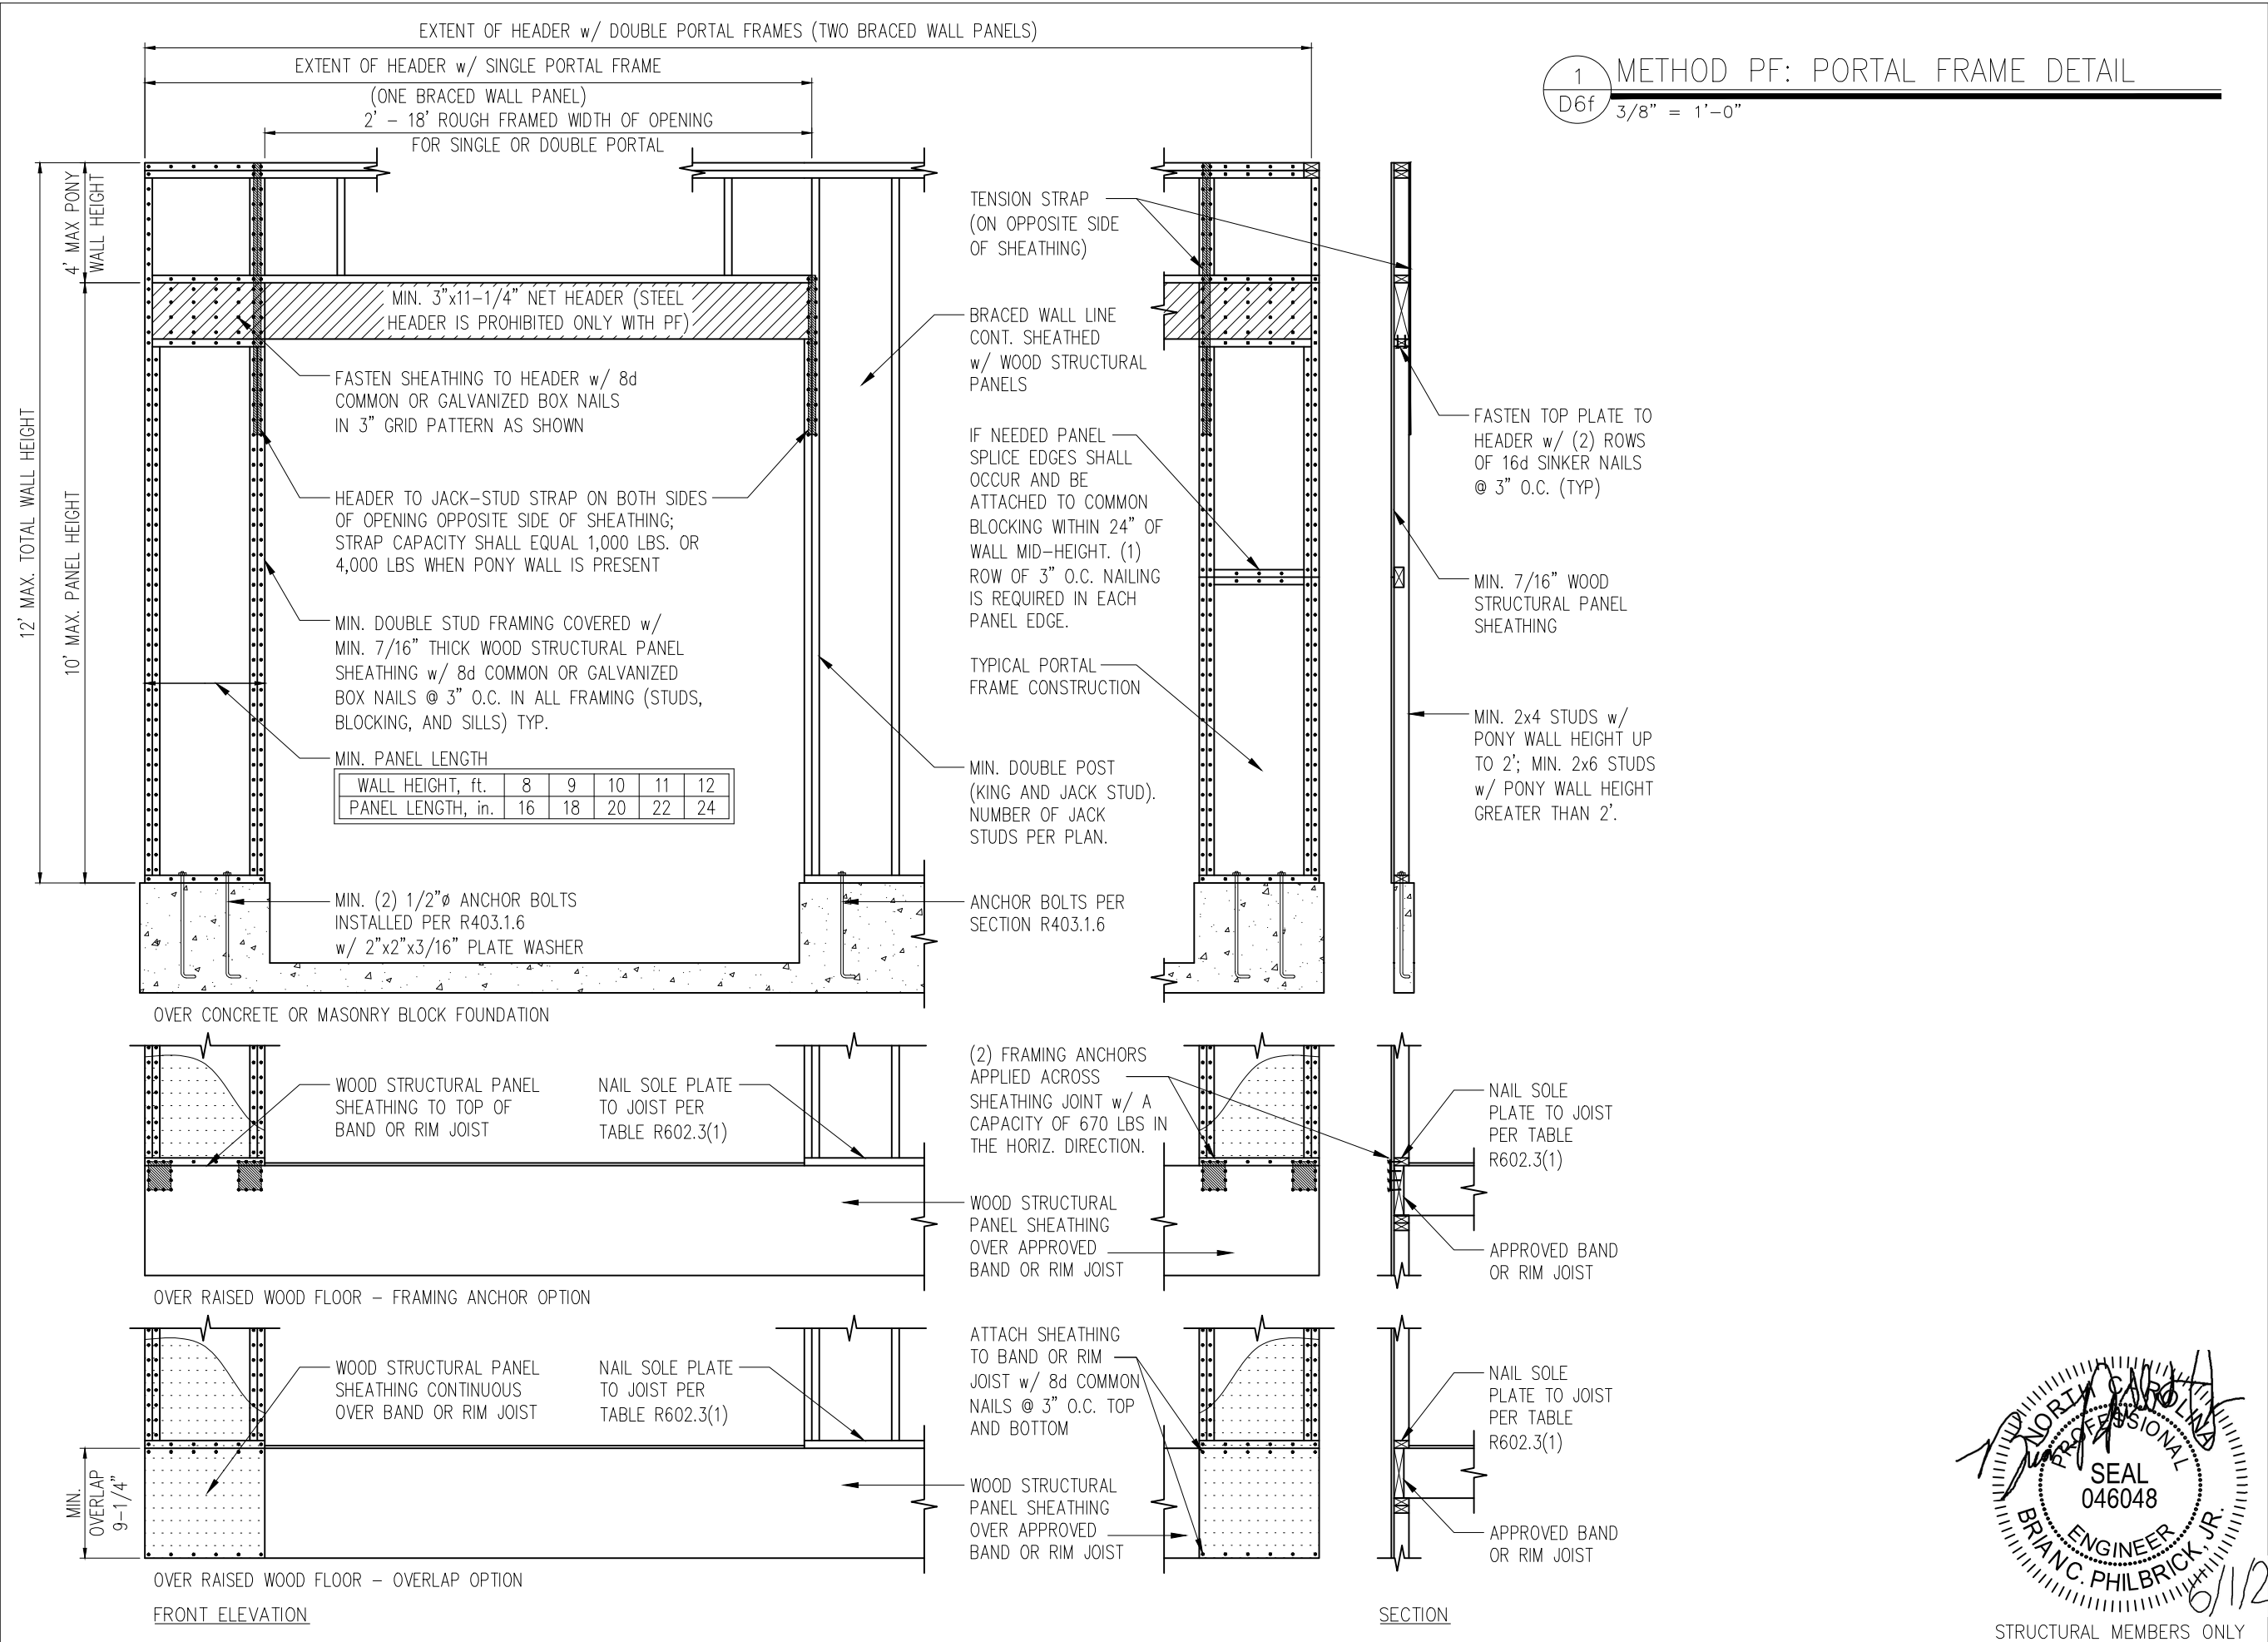 EXTENT OF HEADER w/ DOUBLE PORTAL FRAMES (TWO BRACED WALL PANELS)
EXTENT OF HEADER w/ SINGLE PORTAL FRAME
(ONE BRACED WALL PANEL)
2' - 18' ROUGH FRAMED WIDTH OF OPENING
FOR SINGLE OR DOUBLE PORTAL
1
D6f
METHOD PF: PORTAL FRAME DETAIL
3/8" = 1'-0"
12' MAX. TOTAL WALL HEIGHT
4' MAX PONY
WALL HEIGHT
10' MAX. PANEL HEIGHT
MIN. 3"x11-1/4" NET HEADER (STEEL
HEADER IS PROHIBITED ONLY WITH PF)
FASTEN SHEATHING TO HEADER w/ 8d
COMMON OR GALVANIZED BOX NAILS
IN 3" GRID PATTERN AS SHOWN
HEADER TO JACK-STUD STRAP ON BOTH SIDES
OF OPENING OPPOSITE SIDE OF SHEATHING;
STRAP CAPACITY SHALL EQUAL 1,000 LBS. OR
4,000 LBS WHEN PONY WALL IS PRESENT
MIN. DOUBLE STUD FRAMING COVERED w/
MIN. 7/16" THICK WOOD STRUCTURAL PANEL
SHEATHING w/ 8d COMMON OR GALVANIZED
BOX NAILS @ 3" O.C. IN ALL FRAMING (STUDS,
BLOCKING, AND SILLS) TYP.
MIN. PANEL LENGTH
WALL HEIGHT, ft. 8 9 10 11 12
PANEL LENGTH, in. 16 18 20 22 24
MIN. (2) 1/2"ø ANCHOR BOLTS
INSTALLED PER R403.1.6
w/ 2"x2"x3/16" PLATE WASHER
TENSION STRAP
(ON OPPOSITE SIDE
OF SHEATHING)
BRACED WALL LINE
CONT. SHEATHED
w/ WOOD STRUCTURAL
PANELS
IF NEEDED PANEL
SPLICE EDGES SHALL
OCCUR AND BE
ATTACHED TO COMMON
BLOCKING WITHIN 24" OF
WALL MID-HEIGHT. (1)
ROW OF 3" O.C. NAILING
IS REQUIRED IN EACH
PANEL EDGE.
TYPICAL PORTAL
FRAME CONSTRUCTION
MIN. DOUBLE POST
(KING AND JACK STUD).
NUMBER OF JACK
STUDS PER PLAN.
ANCHOR BOLTS PER
SECTION R403.1.6
FASTEN TOP PLATE TO
HEADER w/ (2) ROWS
OF 16d SINKER NAILS
@ 3" O.C. (TYP)
MIN. 7/16" WOOD
STRUCTURAL PANEL
SHEATHING
MIN. 2x4 STUDS w/
PONY WALL HEIGHT UP
TO 2'; MIN. 2x6 STUDS
w/ PONY WALL HEIGHT
GREATER THAN 2'.
OVER CONCRETE OR MASONRY BLOCK FOUNDATION
WOOD STRUCTURAL PANEL
SHEATHING TO TOP OF
BAND OR RIM JOIST
NAIL SOLE PLATE
TO JOIST PER
TABLE R602.3(1)
(2) FRAMING ANCHORS
APPLIED ACROSS
SHEATHING JOINT w/ A
CAPACITY OF 670 LBS IN
THE HORIZ. DIRECTION.
WOOD STRUCTURAL
PANEL SHEATHING
OVER APPROVED
BAND OR RIM JOIST
NAIL SOLE
PLATE TO JOIST
PER TABLE
R602.3(1)
APPROVED BAND
OR RIM JOIST
OVER RAISED WOOD FLOOR - FRAMING ANCHOR OPTION
MIN.
OVERLAP
9-1/4"
WOOD STRUCTURAL PANEL
SHEATHING CONTINUOUS
OVER BAND OR RIM JOIST
NAIL SOLE PLATE
TO JOIST PER
TABLE R602.3(1)
ATTACH SHEATHING
TO BAND OR RIM
JOIST w/ 8d COMMON
NAILS @ 3" O.C. TOP
AND BOTTOM
WOOD STRUCTURAL
PANEL SHEATHING
OVER APPROVED
BAND OR RIM JOIST
NAIL SOLE
PLATE TO JOIST
PER TABLE
R602.3(1)
APPROVED BAND
OR RIM JOIST
OVER RAISED WOOD FLOOR - OVERLAP OPTION
FRONT ELEVATION
SECTION
NORTH CAROLINA
PROFESSIONAL
SEAL
046048
ENGINEER
BRIAN C. PHILBRICK, JR.
STRUCTURAL MEMBERS ONLY